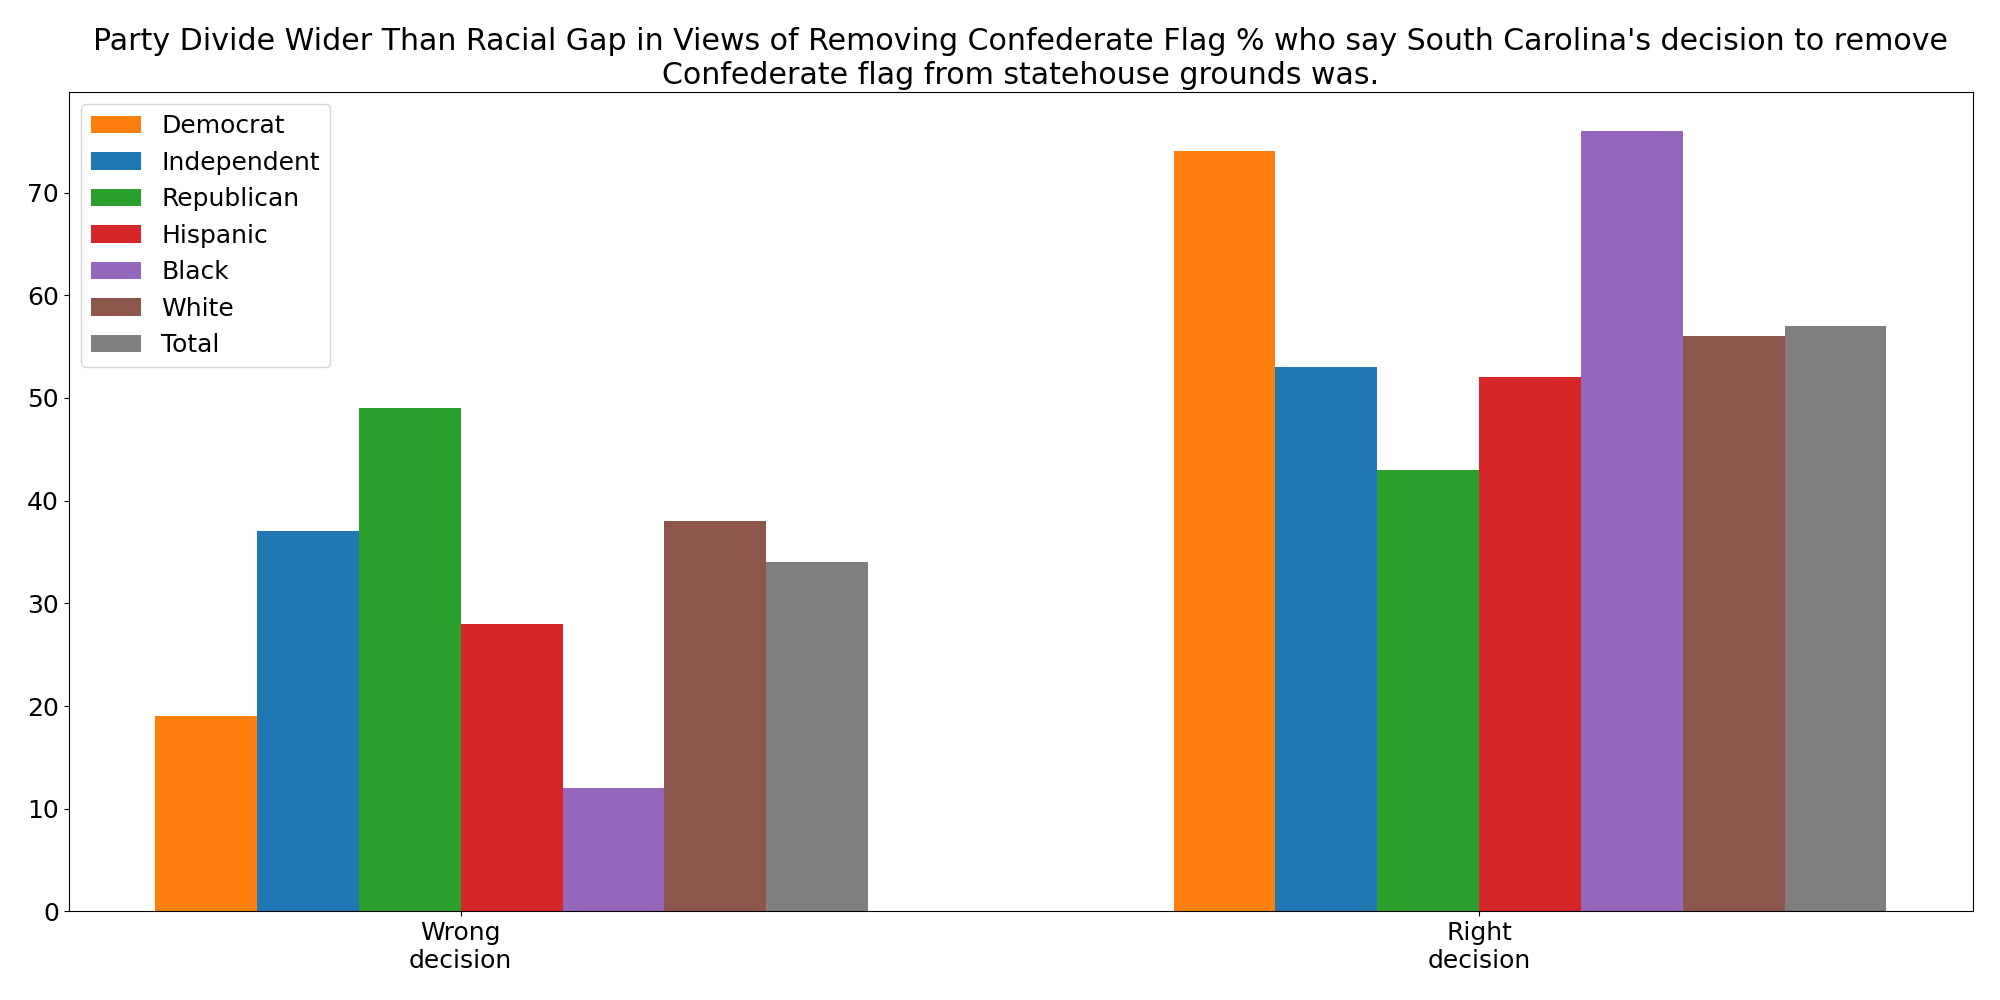 Party Divide Wider Than Racial Gap in Views of Removing Confederate Flag % who say South Carolina's decision to remove
Confederate flag from statehouse grounds was.
Democrat
Independent
Republican
Hispanic
Black
White
Total
70
60
50
40
30
20
10
0
Wrong
decision
Right
decision